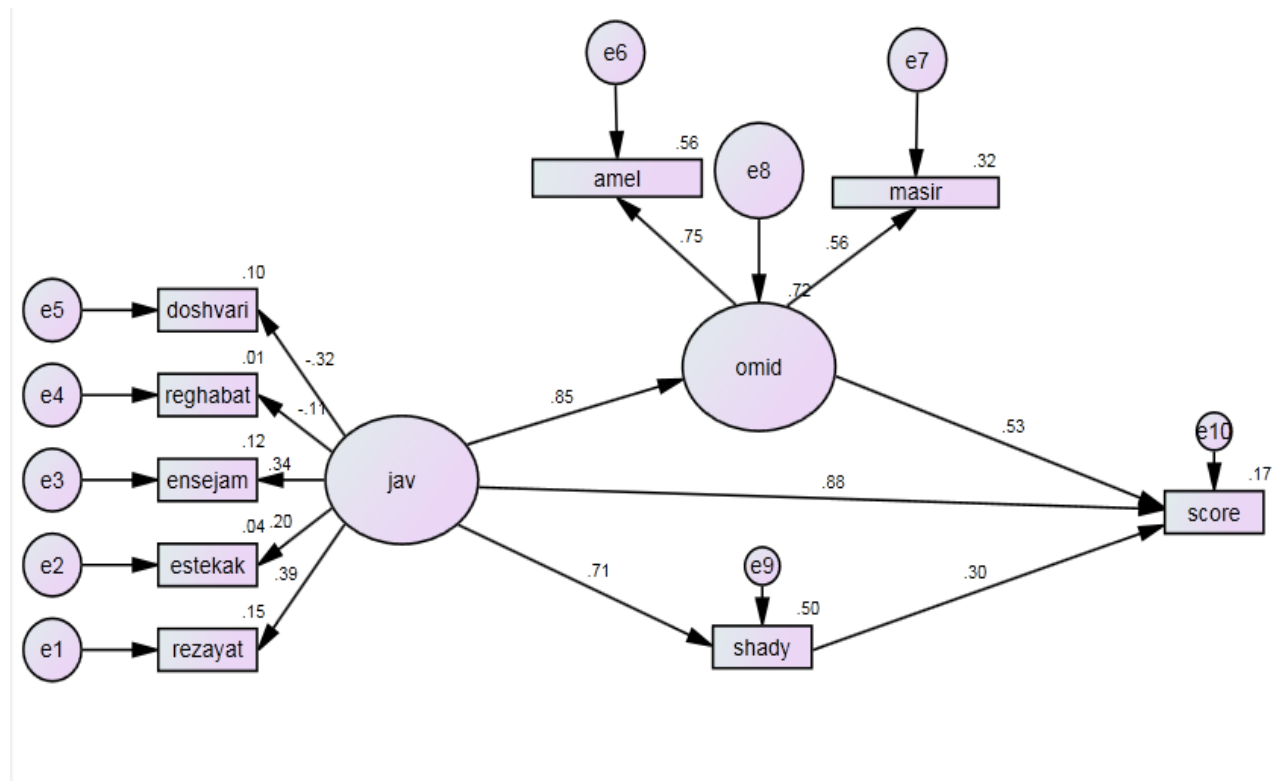 e6
e7
.56
amel
e8
.32
masir
.75
.56
.10
e5
doshvari
.72
-.32
.01
e4
reghabat
-.11
omid
.85
.12
e3
.34
ensejam
jav
.53
e10
.88
.17
score
.04
.20
e2
estekak
.39
.71
e9
.30
.15
.50
e1
rezayat
shady